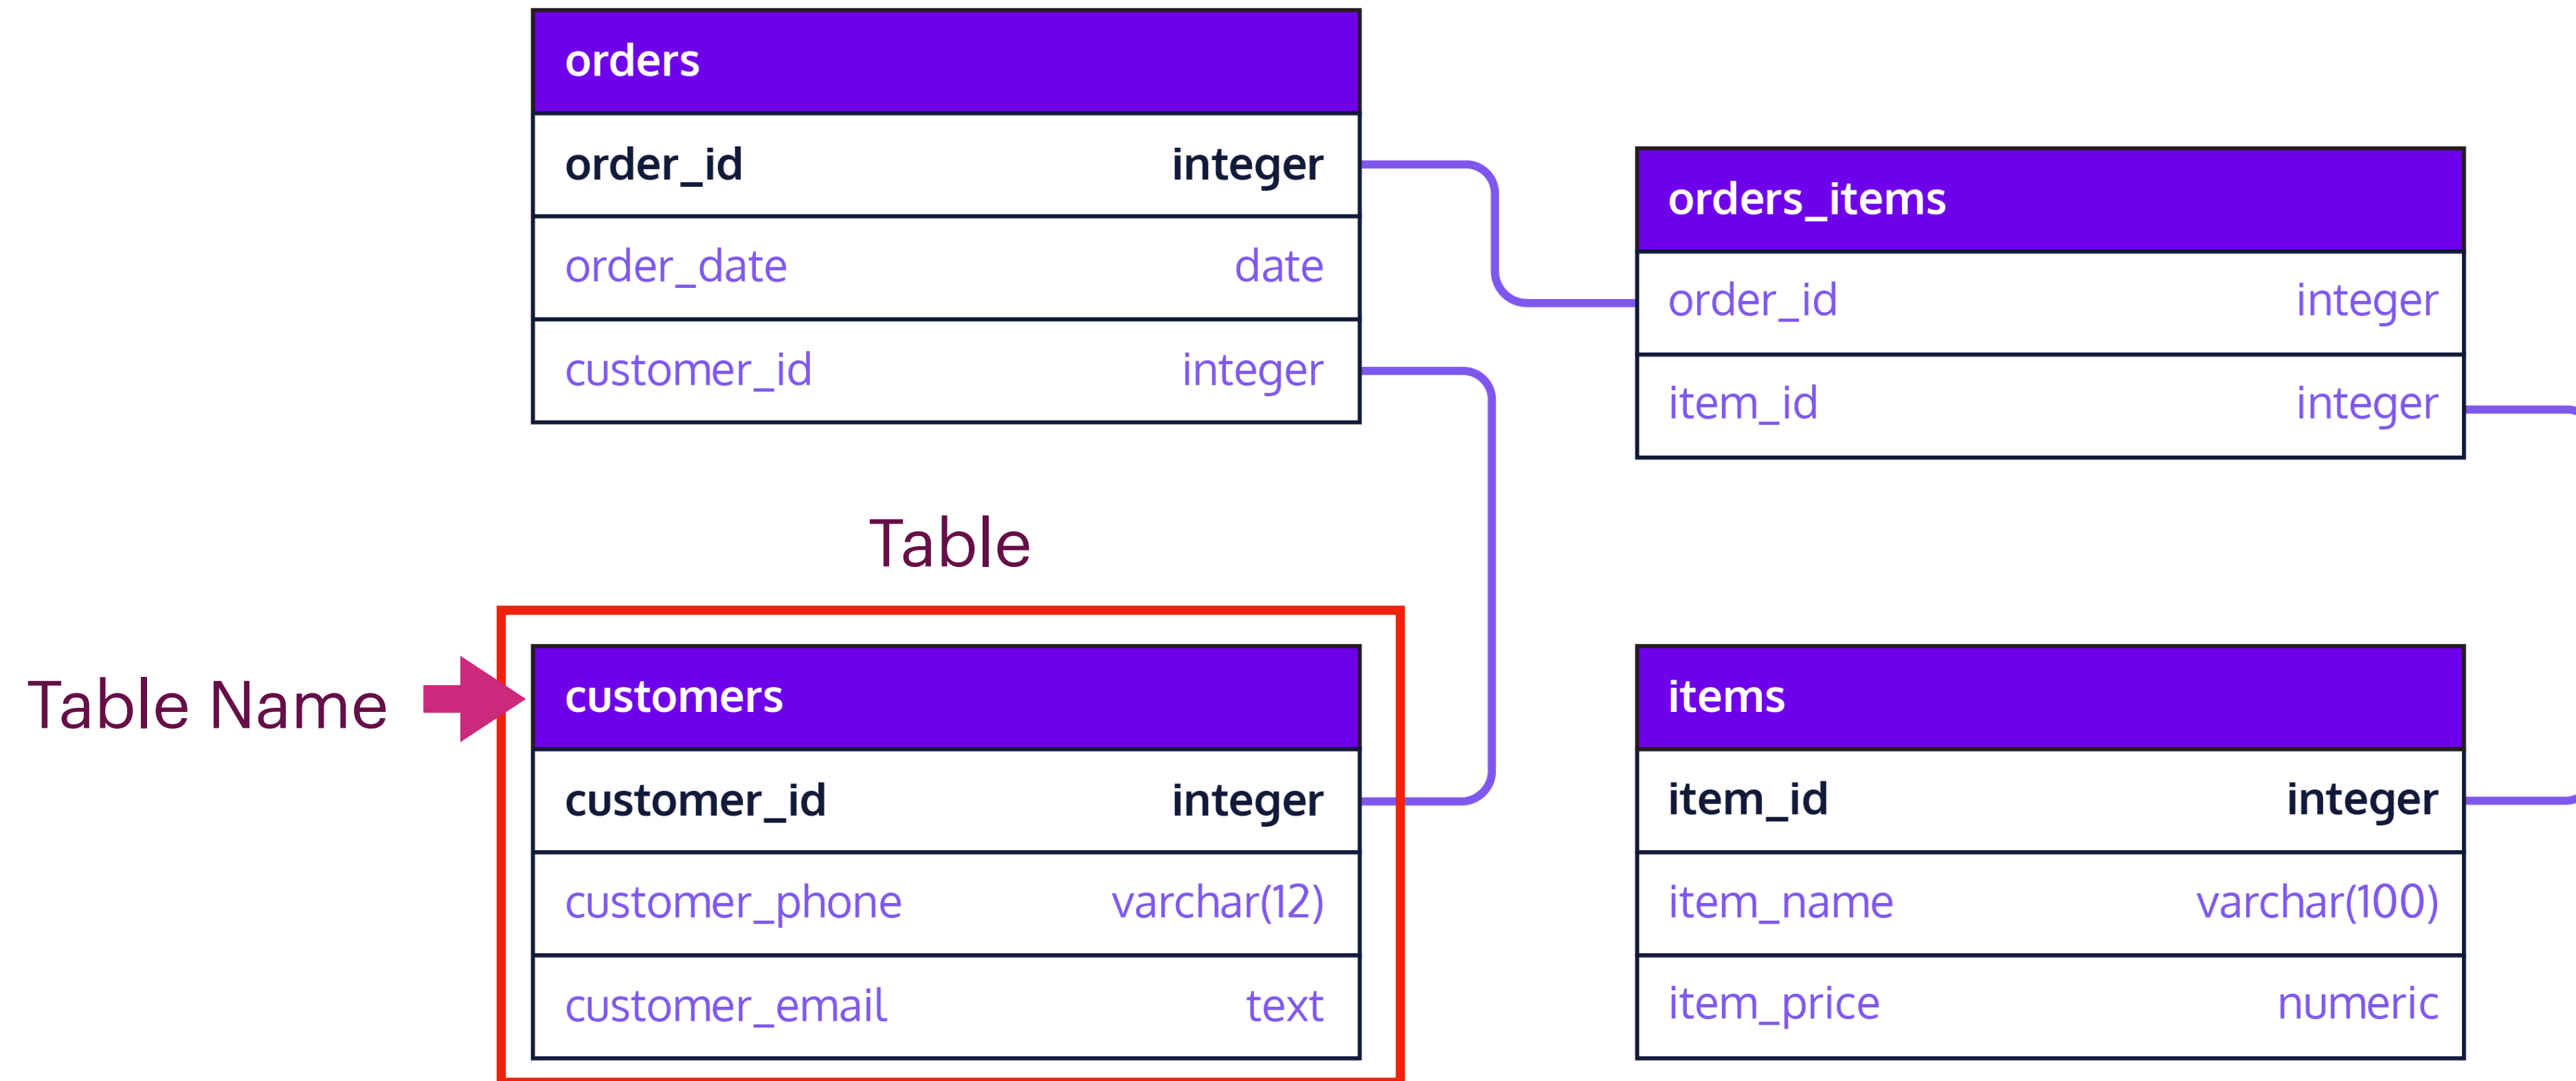 orders
order_id integer
order_date date
customer_id integer
orders_items
order_id integer
item_id integer
Table
Table Name
customers
customer_id integer
customer_phone varchar(12)
customer_email text
items
item_id integer
item_name varchar(100)
item_price numeric